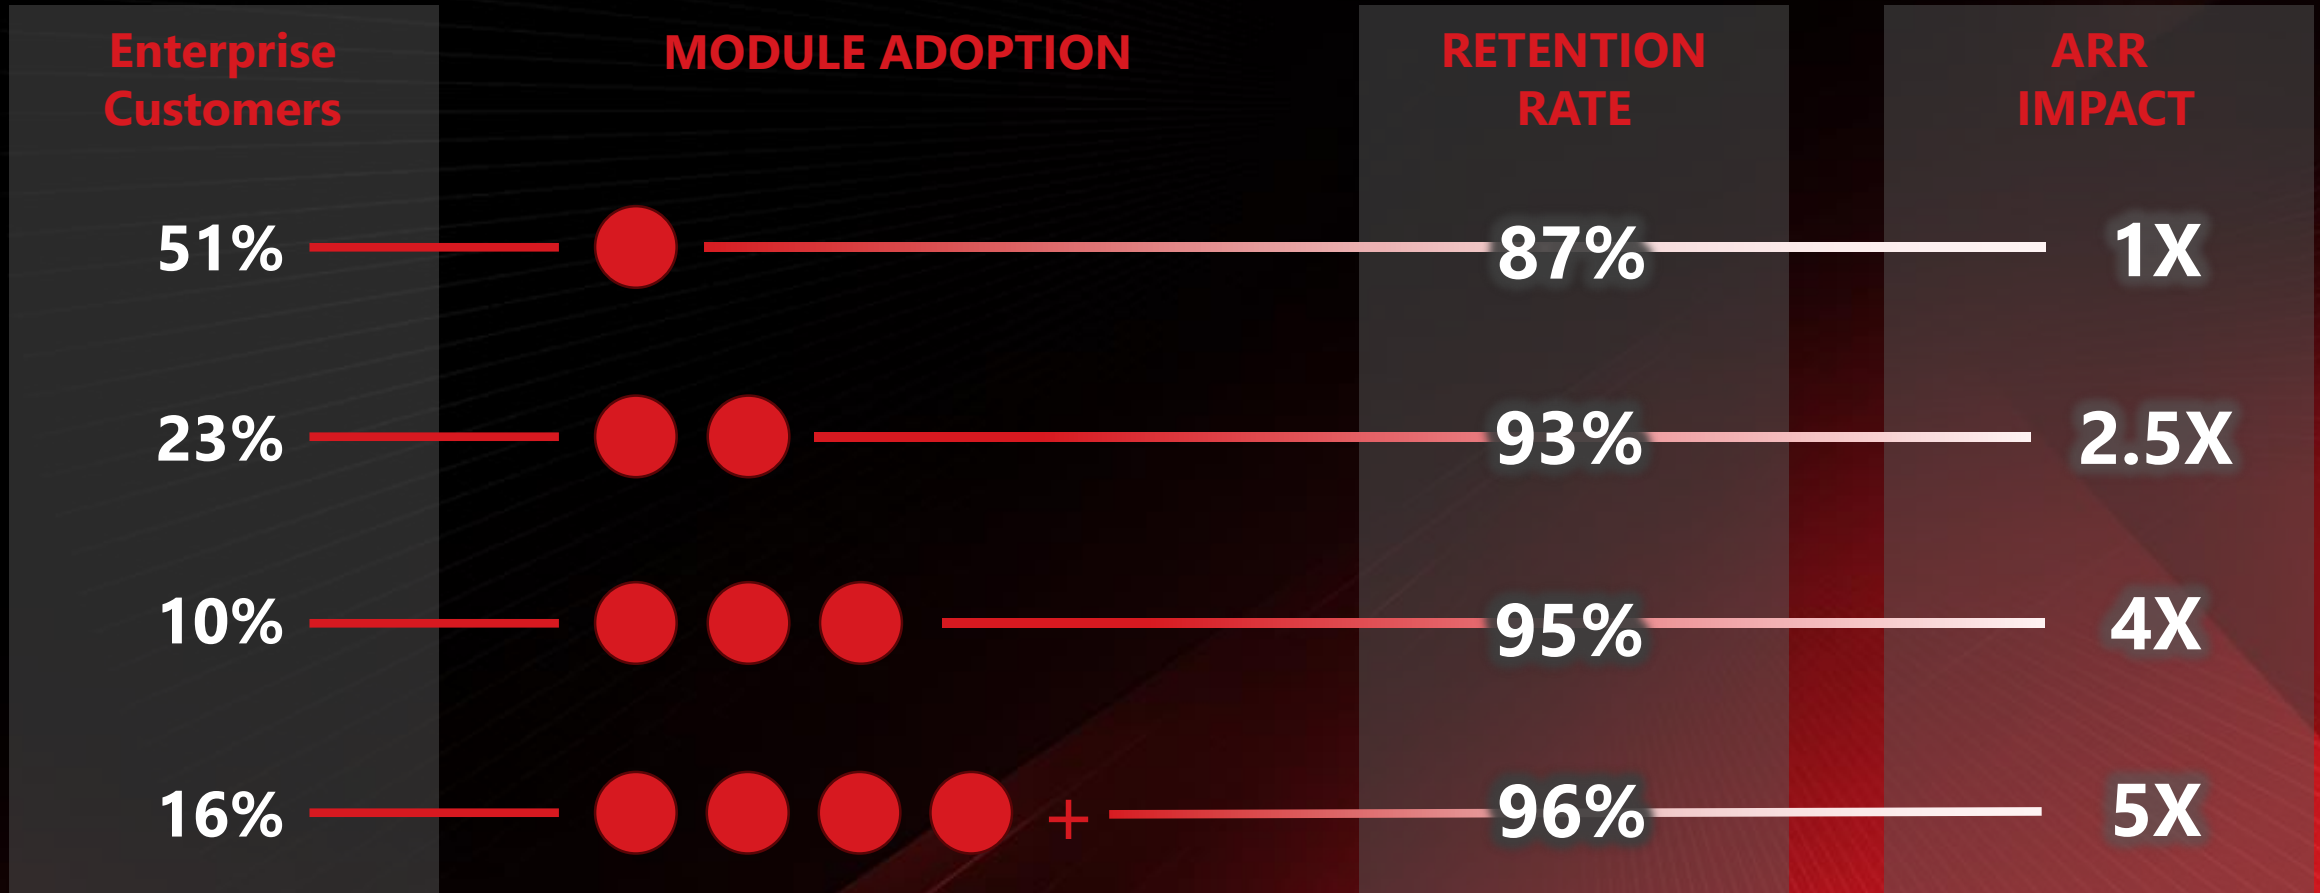 Enterprise
Customers
MODULE ADOPTION
RETENTION
RATE
ARR
IMPACT
51% 87% 1X
23% 93% 2.5X
10% 95% 4X
16% + 96% 5X